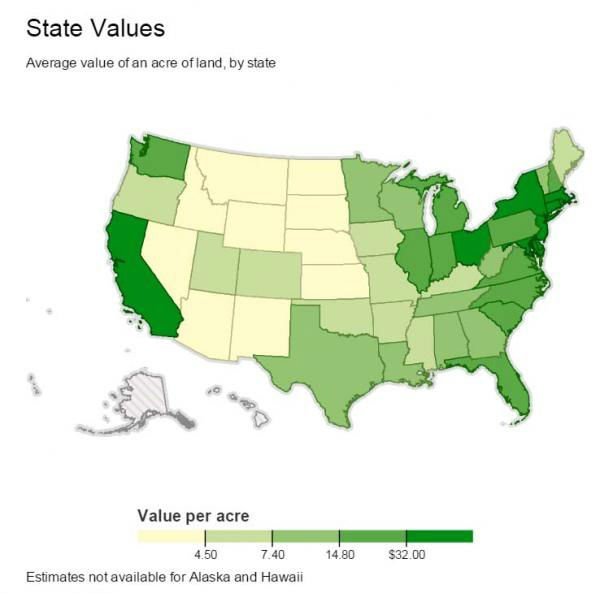 State Values
Average value of an acre of land, by state
Value per acre
4.50 7.40 14.80 $32.00
Estimates not available for Alaska and Hawaii